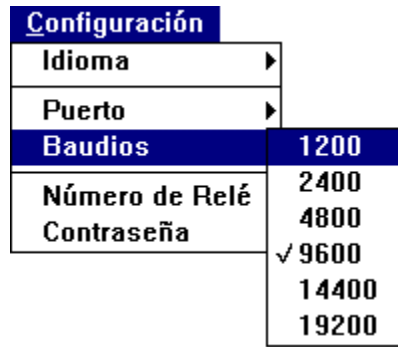 Configuración
Idioma
Puerto
Baudios
Número de Relé
Contraseña
1200
2400
4800
√ 9600
14400
19200